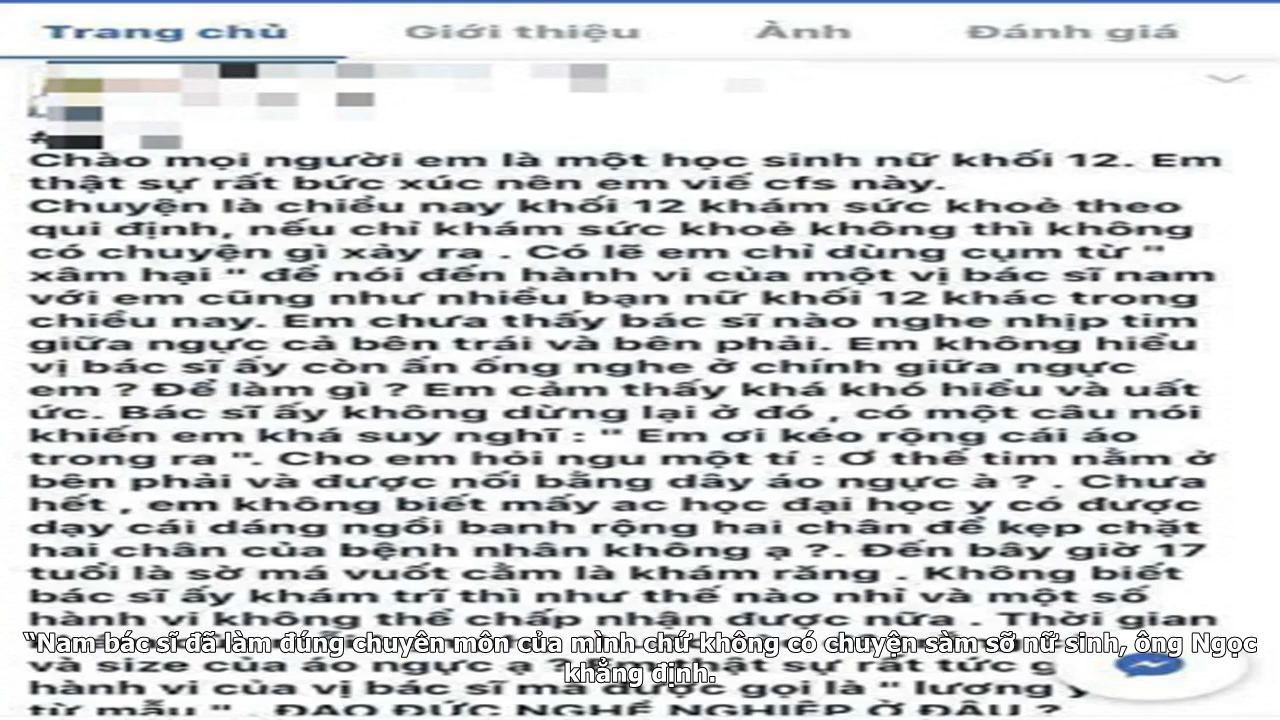 Trang chủ Giới thiệu Ảnh Đánh giá
Chào mọi người em là một học sinh nữ khối 12. Em
thật sự rất bức xúc nên em viế cfs này.
Chuyện là chiều nay khối 12 khám sức khoẻ theo
qui định, nếu chỉ khám sức khoẻ không thì không
có chuyện gì xảy ra . Có lẽ em chỉ dùng cụm từ "
xâm hại " để nói đến hành vi của một vị bác sĩ nam
với em cũng như nhiều bạn nữ khối 12 khác trong
chiều nay. Em chưa thấy bác sĩ nào nghe nhịp tim
giữa ngực cả bên trái và bên phải. Em không hiểu
vị bác sĩ ấy còn ấn ống nghe ở chính giữa ngực
em ? Để làm gì ? Em cảm thấy khá khó hiểu và uất
ức. Bác sĩ ấy không dừng lại ở đó , có một câu nói
khiến em khá suy nghĩ : " Em ơi kéo rộng cái áo
trong ra ". Cho em hỏi ngu một tí : Ơ thế tim nằm ở
bên phải và được nối bằng dây áo ngực à ? . Chưa
hết , em không biết mấy ac học đại học y có được
dạy cái dáng ngồi banh rộng hai chân để kẹp chặt
hai chân của bệnh nhân không ạ ?. Đến bây giờ 17
tuổi là sờ má vuốt cằm là khám răng . Không biết
bác sĩ ấy khám trĩ thì như thế nào nhỉ và một số
hành vi không thể chấp nhận được nữa . Thời gian
“Nam bác sĩ đã làm đúng chuyên môn của mình chứ không có chuyện sàm sỡ nữ sinh, ông Ngọc
khẳng định.
và size của áo ngực ạ ? thật sự rất tức
hành vi của vị bác sĩ mà được gọi là " lương
từ mẫu " . ĐẠO ĐỨC NGHỀ NGHIỆP Ở ĐÂU ?